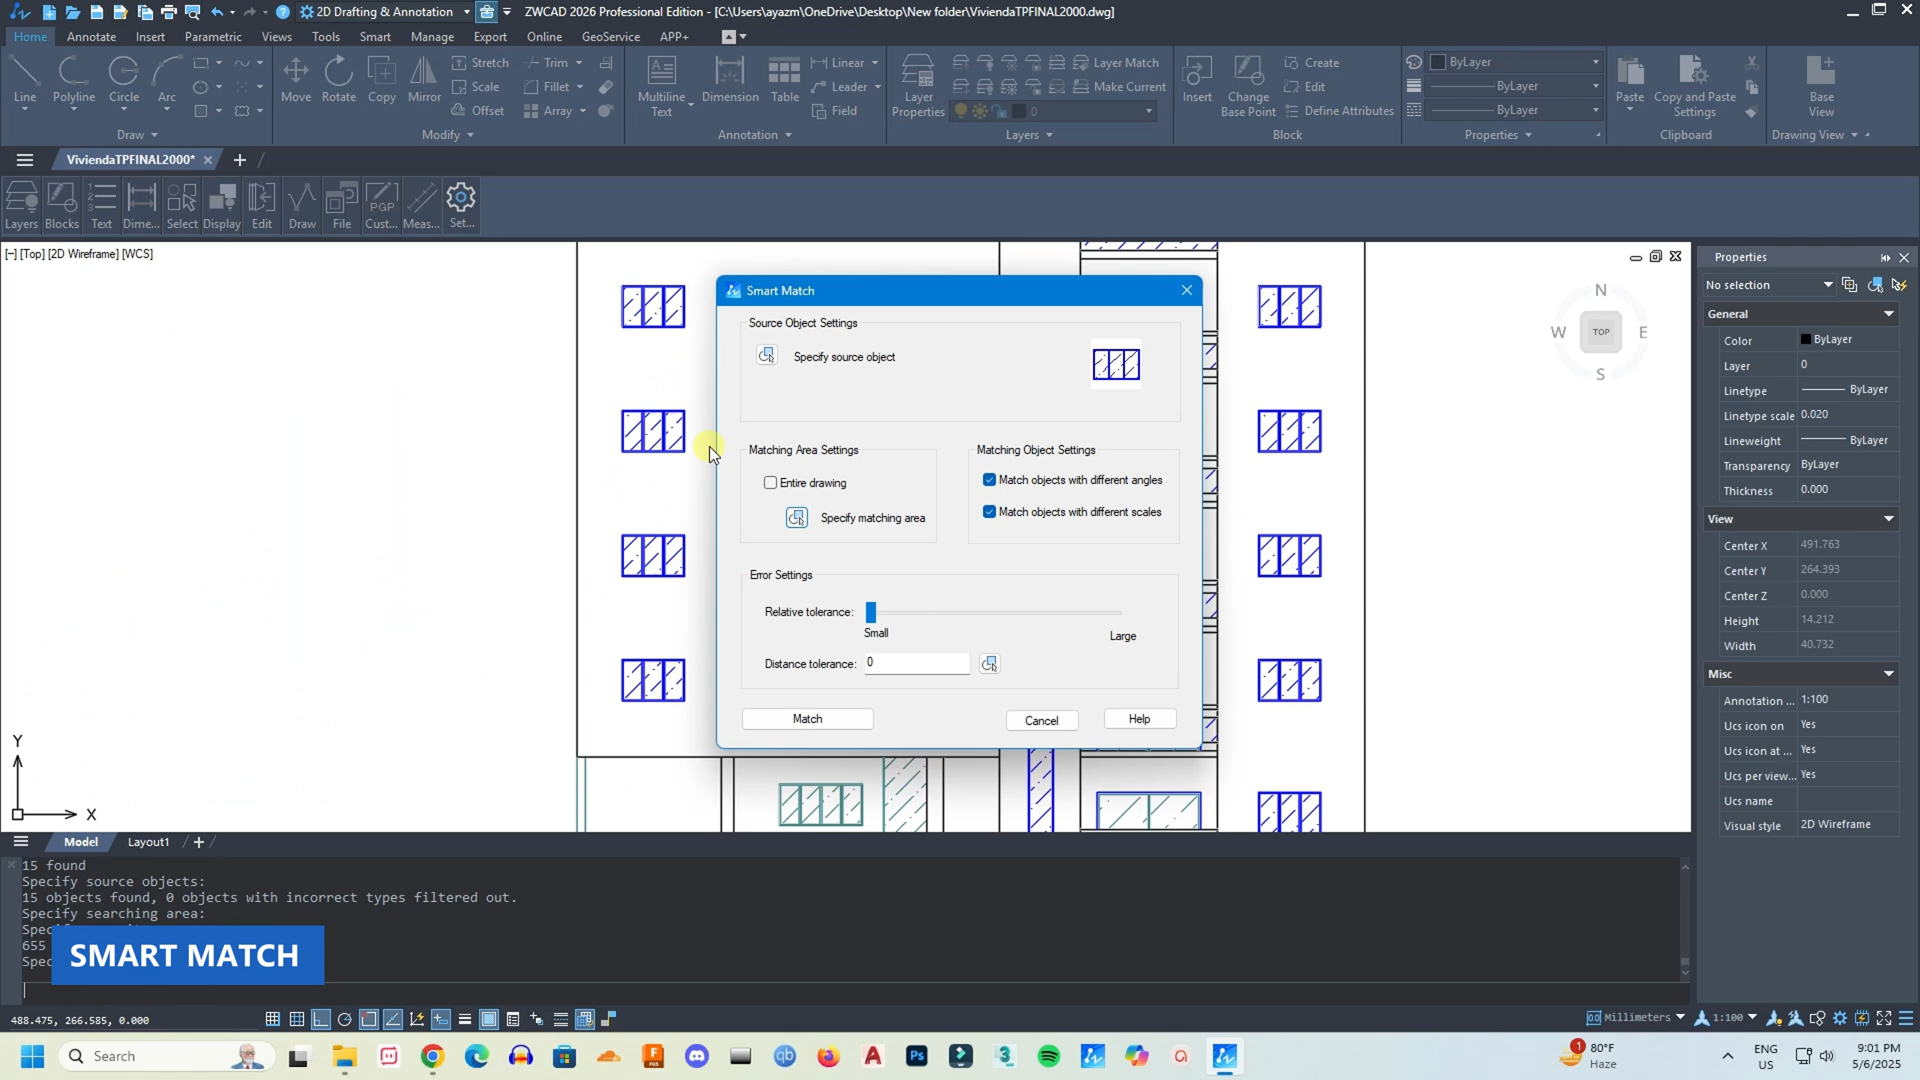 2D Drafting & Annotation
ZWCAD 2026 Professional Edition - [C:\Users\ayazm\OneDrive\Desktop\New folder\ViviendaTPFINAL2000.dwg]
Home Annotate Insert Parametric Views Tools Smart Manage Export Online GeoService APP+
Line Polyline Circle Arc
Move Rotate Copy Mirror
Stretch Trim
Scale Fillet
Offset Array
Multiline Text Dimension Table
Linear
Leader
Field
Layer Properties
Layer Match
Make Current
0
Insert Change Base Point
Create
Edit
Define Attributes
ByLayer
ByLayer
ByLayer
Paste Copy and Paste Settings
Base View
Draw Modify Annotation Layers Block Properties Clipboard Drawing View
ViviendaTPFINAL2000*
Layers Blocks Text Dime... Select Display Edit Draw File Cust... Meas... Set...
PGP
[−] [Top] [2D Wireframe] [WCS]
Smart Match
Source Object Settings
Specify source object
Matching Area Settings
Entire drawing
Specify matching area
Matching Object Settings
Match objects with different angles
Match objects with different scales
Error Settings
Relative tolerance:
Small
Large
Distance tolerance: 0
Match Cancel Help
N
W TOP E
S
Y
X
Properties
No selection
General
Color ByLayer
Layer 0
Linetype ByLayer
Linetype scale 0.020
Lineweight ByLayer
Transparency ByLayer
Thickness 0.000
View
Center X 491.763
Center Y 264.393
Center Z 0.000
Height 14.212
Width 40.732
Misc
Annotation ... 1:100
Ucs icon on Yes
Ucs icon at ... Yes
Ucs per view... Yes
Ucs name
Visual style 2D Wireframe
Model Layout1
15 found
Specify source objects:
15 objects found, 0 objects with incorrect types filtered out.
Specify searching area:
Spec
655
Spec
SMART MATCH
488.475, 266.585, 0.000
Millimeters 1:100
Search
1
80°F
Haze
ENG
US
9:01 PM
5/6/2025